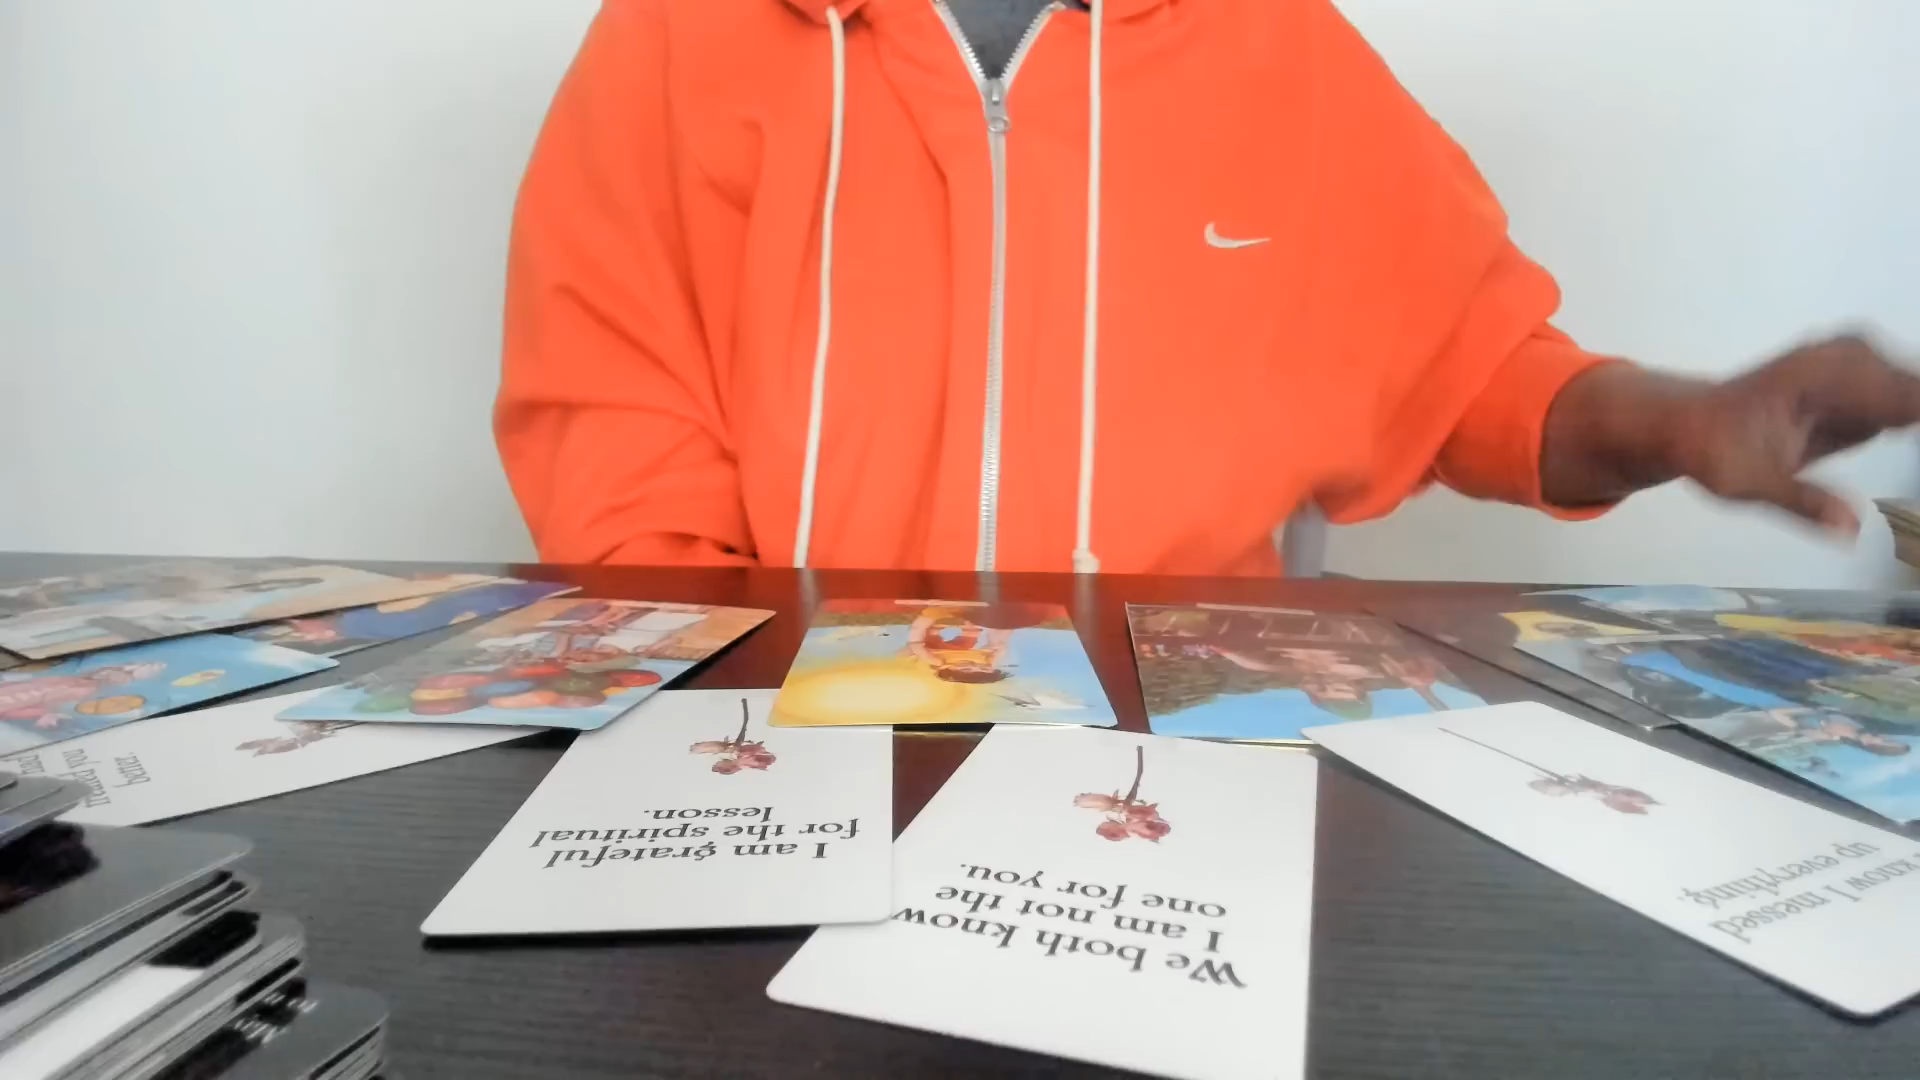 had
treated you
better.
I am grateful
for the spiritual
lesson.
We both know
I am not the
one for you.
know I messed
up everything.